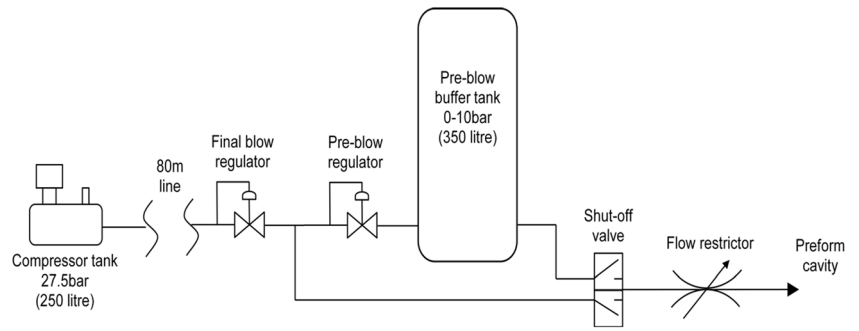 Pre-blow
buffer tank
0-10bar
(350 litre)
Final blow
regulator
Pre-blow
regulator
80m
line
Shut-off
valve
Flow restrictor
Preform
cavity
Compressor tank
27.5bar
(250 litre)